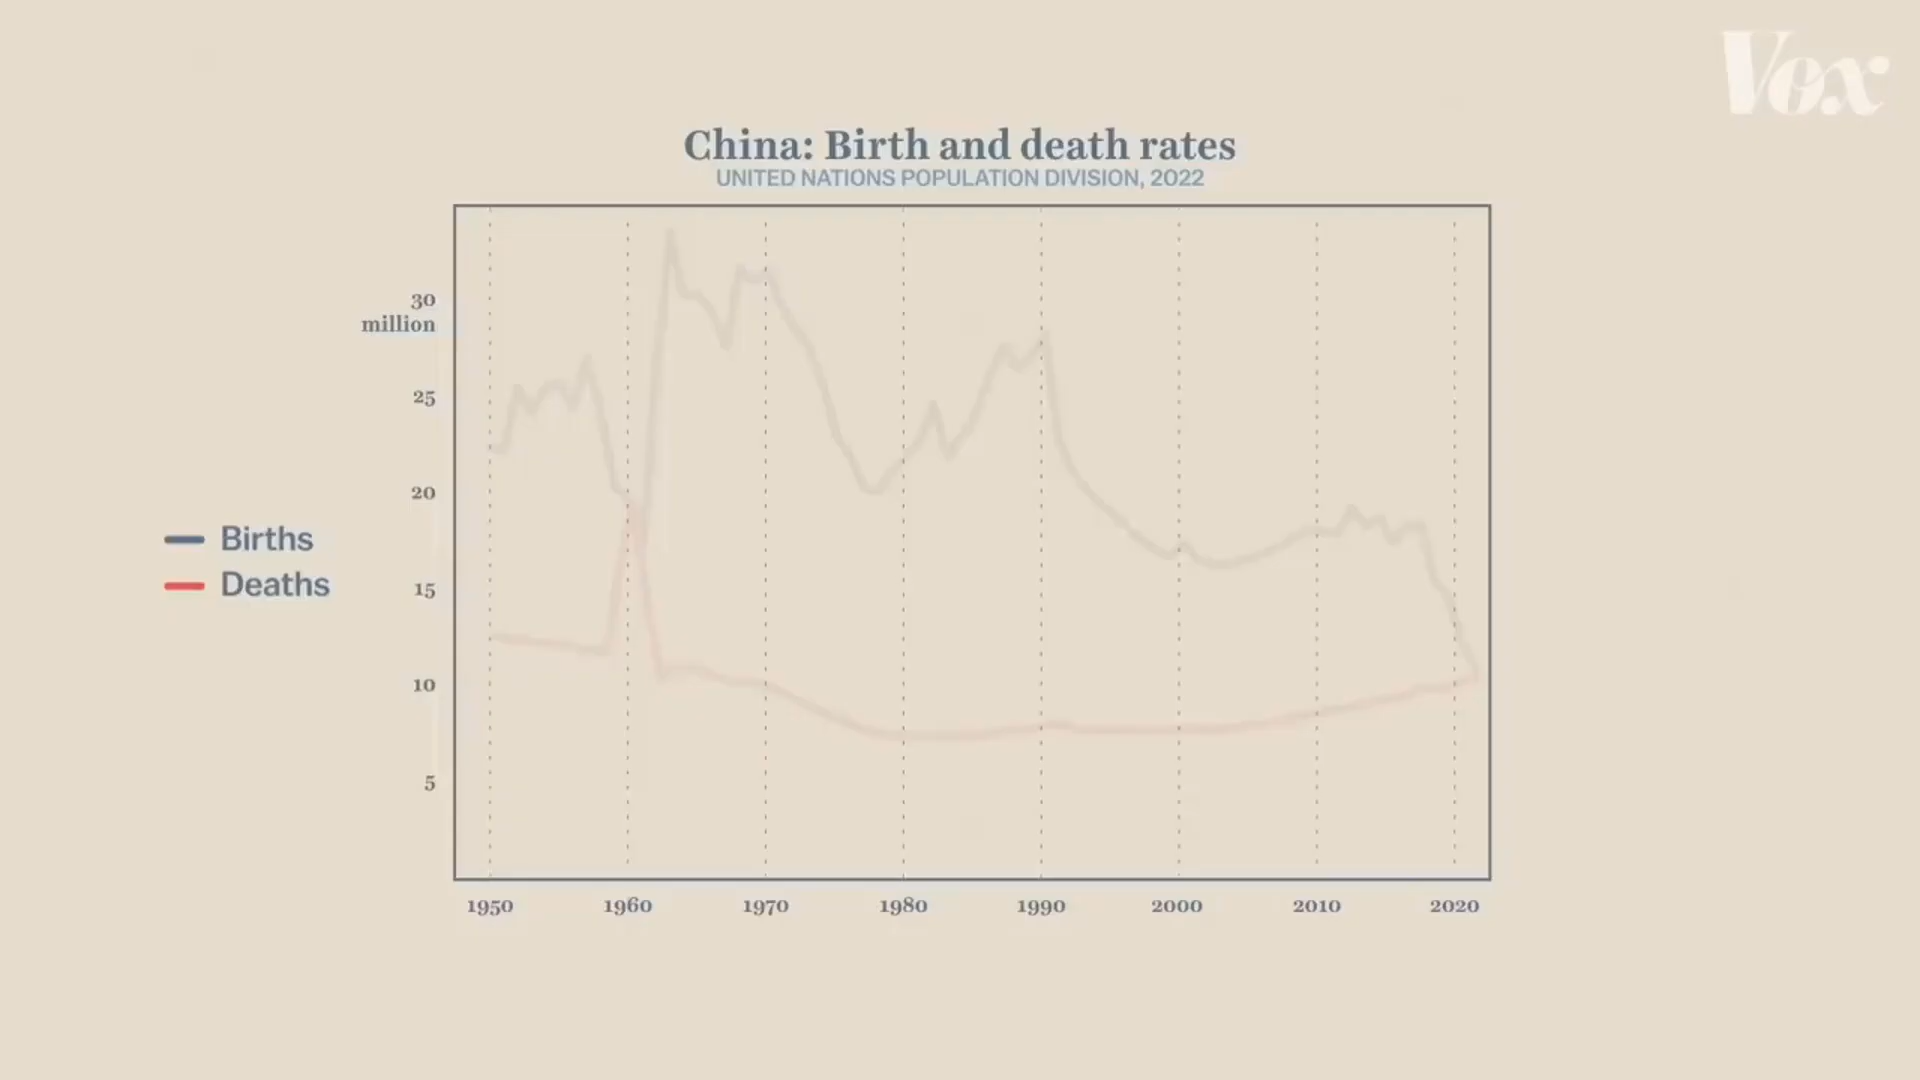 Vox
China: Birth and death rates
UNITED NATIONS POPULATION DIVISION, 2022
30
million
25
20
15
10
5
Births
Deaths
1950 1960 1970 1980 1990 2000 2010 2020